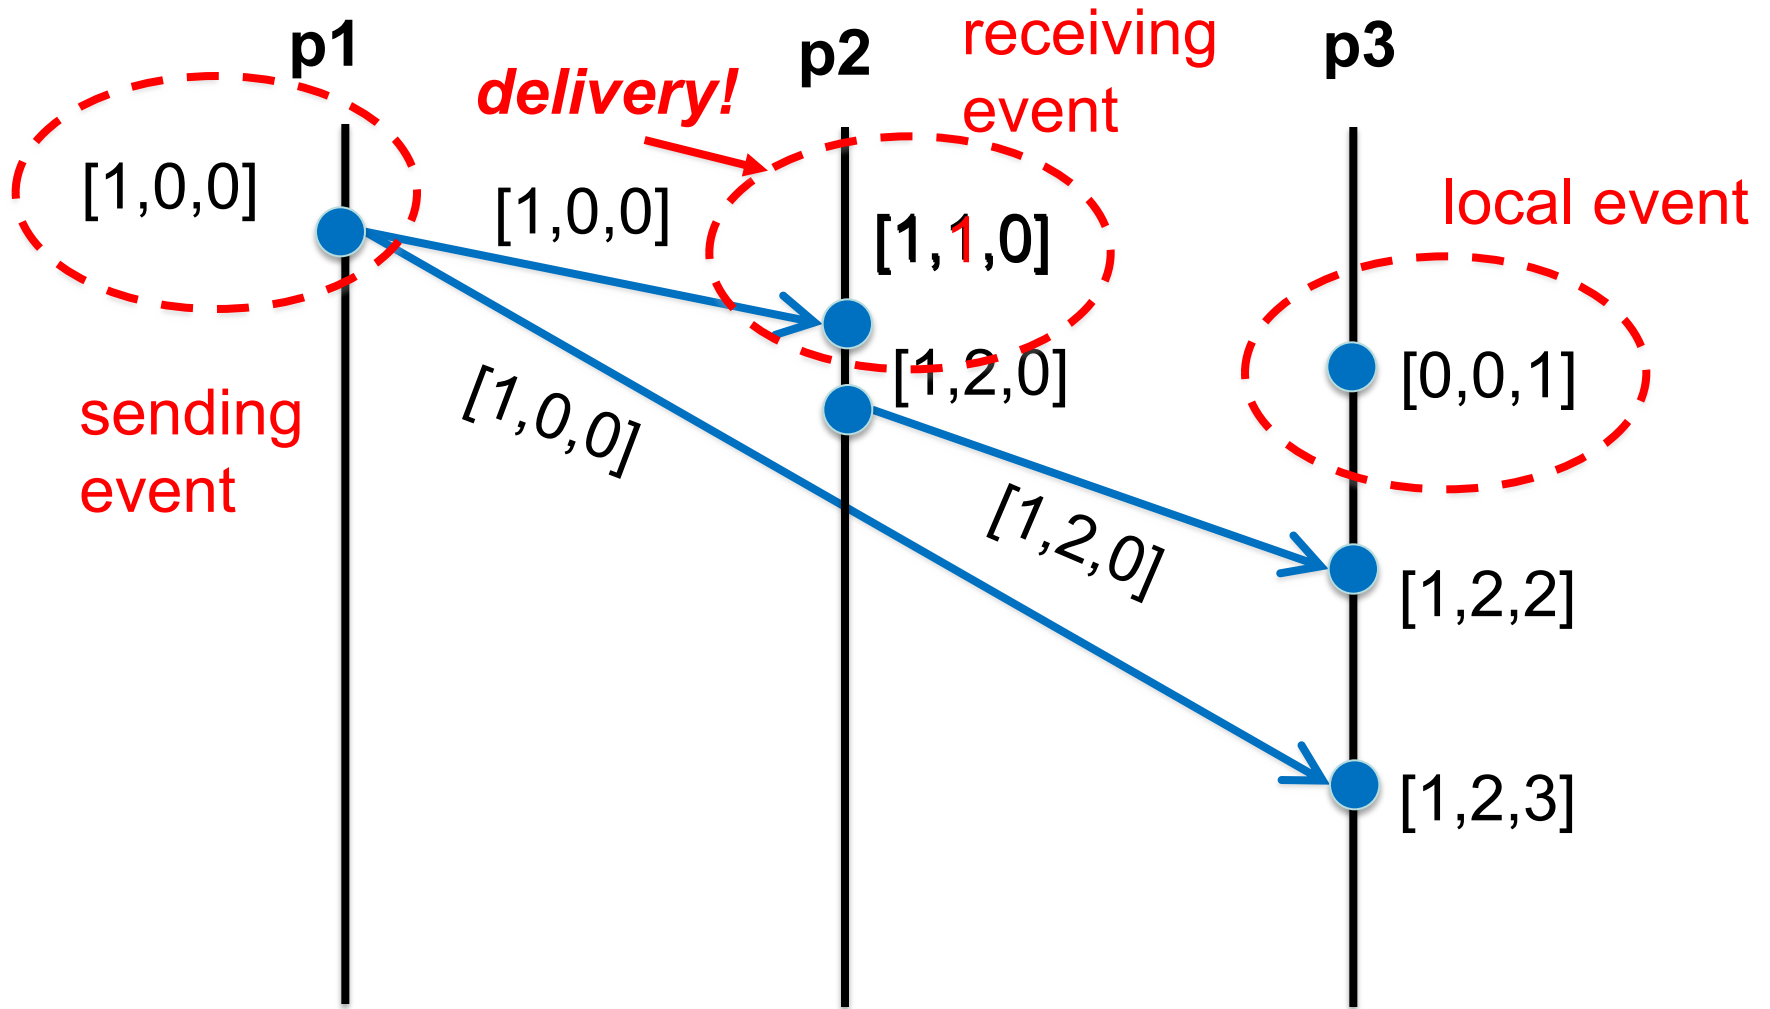 p1
p2
receiving
event
p3
delivery!
[1,0,0]
[1,0,0]
[1,1,0]
local event
[1,2,0]
[0,0,1]
sending
event
[1,0,0]
[1,2,0]
[1,2,2]
[1,2,3]